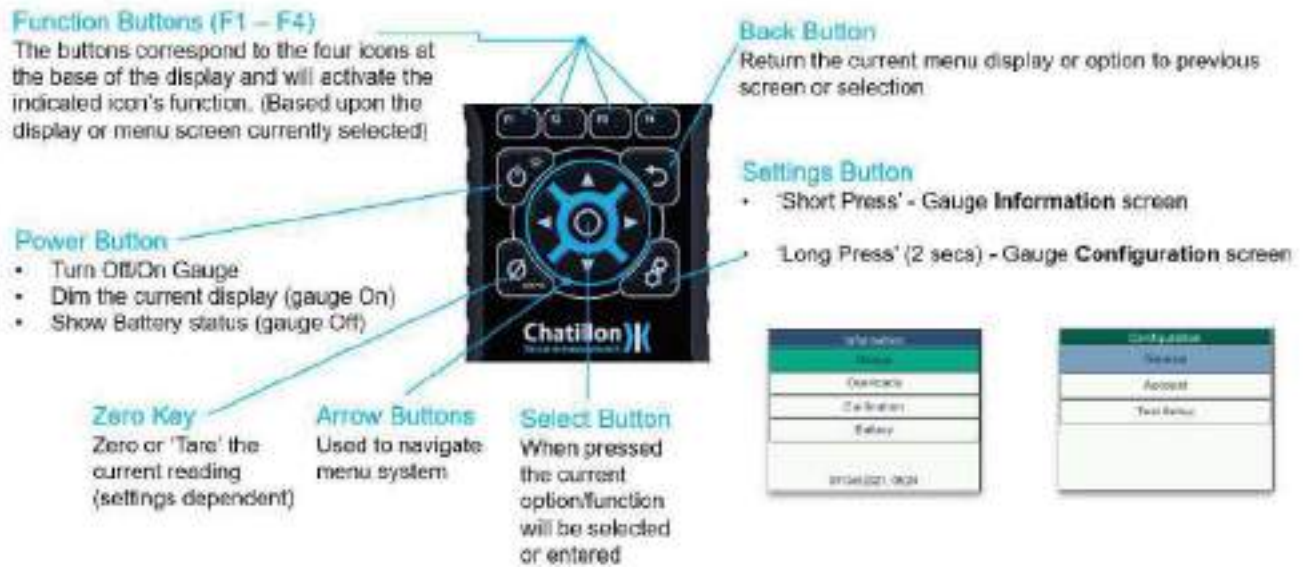 Function Buttons (F1 – F4)
The buttons correspond to the four icons at
the base of the display and will activate the
indicated icon's function. (Based upon the
display or menu screen currently selected)
Back Button
Return the current menu display or option to previous
screen or selection
Settings Button
• 'Short Press' - Gauge Information screen
• 'Long Press' (2 secs) - Gauge Configuration screen
Power Button
• Turn Off/On Gauge
• Dim the current display (gauge On)
• Show Battery status (gauge Off)
Chatillon
Zero Key
Zero or 'Tare' the
current reading
(settings dependent)
Arrow Buttons
Used to navigate
menu system
Select Button
When pressed
the current
option/function
will be selected
or entered
Information
Overloads
Calibration
Battery
Configuration
General
Account
Test Setup